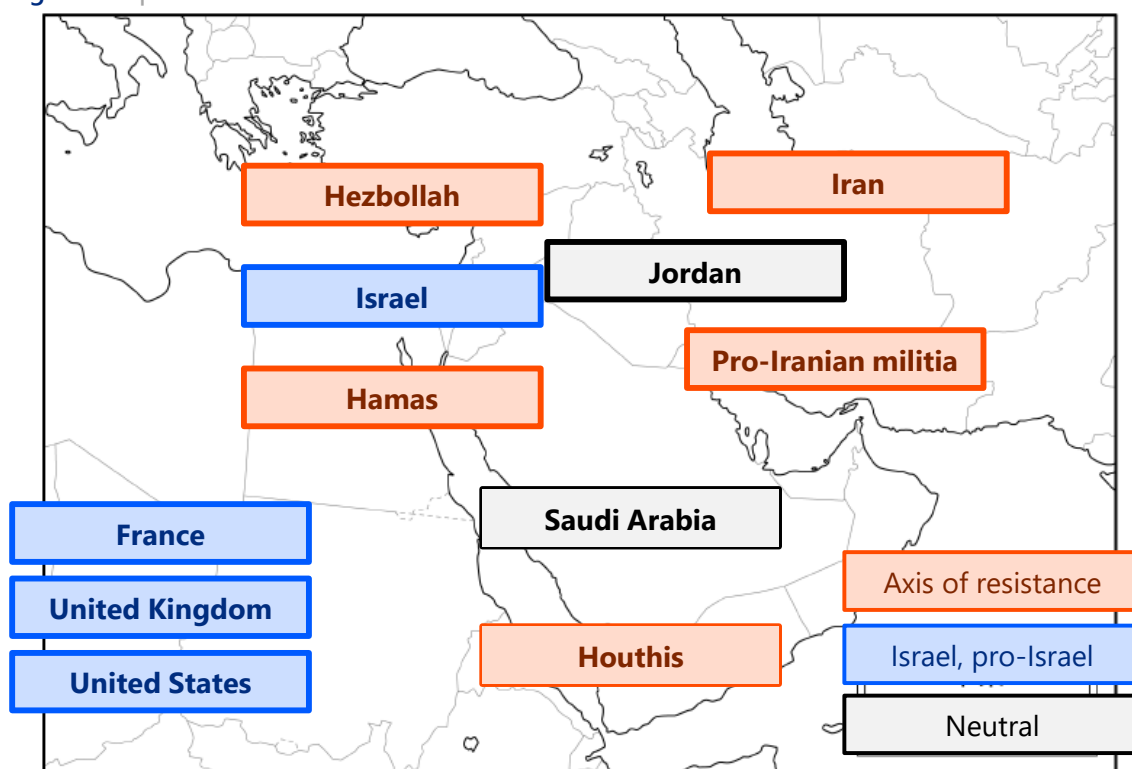 Hezbollah
Iran
Jordan
Israel
Pro-Iranian militia
Hamas
Saudi Arabia
France
Axis of resistance
United Kingdom
Houthis
Israel, pro-Israel
United States
Neutral